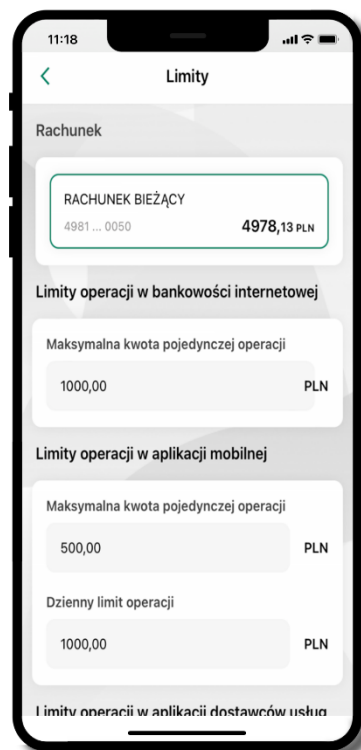 11:18
Limity
Rachunek
RACHUNEK BIEŻĄCY
4981 ... 0050 4978,13 PLN
Limity operacji w bankowości internetowej
Maksymalna kwota pojedynczej operacji
1000,00 PLN
Limity operacji w aplikacji mobilnej
Maksymalna kwota pojedynczej operacji
500,00 PLN
Dzienny limit operacji
1000,00 PLN
Limity operacji w aplikacji dostawców usług